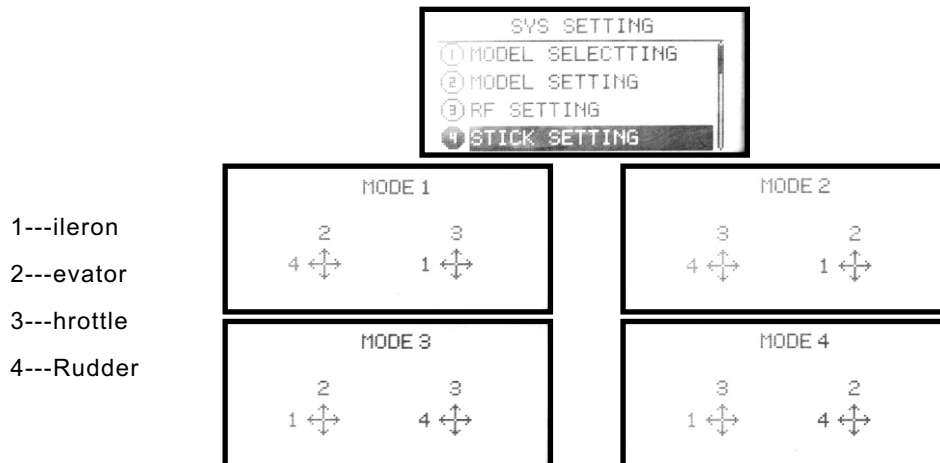 SYS SETTING
1 MODEL SELECTTING
2 MODEL SETTING
3 RF SETTING
4 STICK SETTING
1---ileron
2---evator
3---hrottle
4---Rudder
MODE 1
2 3
4 1
MODE 2
3 2
4 1
MODE 3
2 3
1 4
MODE 4
3 2
1 4